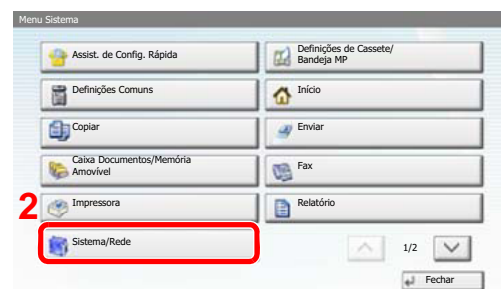 Menu Sistema
Assist. de Config. Rápida
Definições de Cassete/
Bandeja MP
Definições Comuns
Início
Copiar
Enviar
Caixa Documentos/Memória
Amovível
Fax
2
Impressora
Relatório
Sistema/Rede
1/2
Fechar